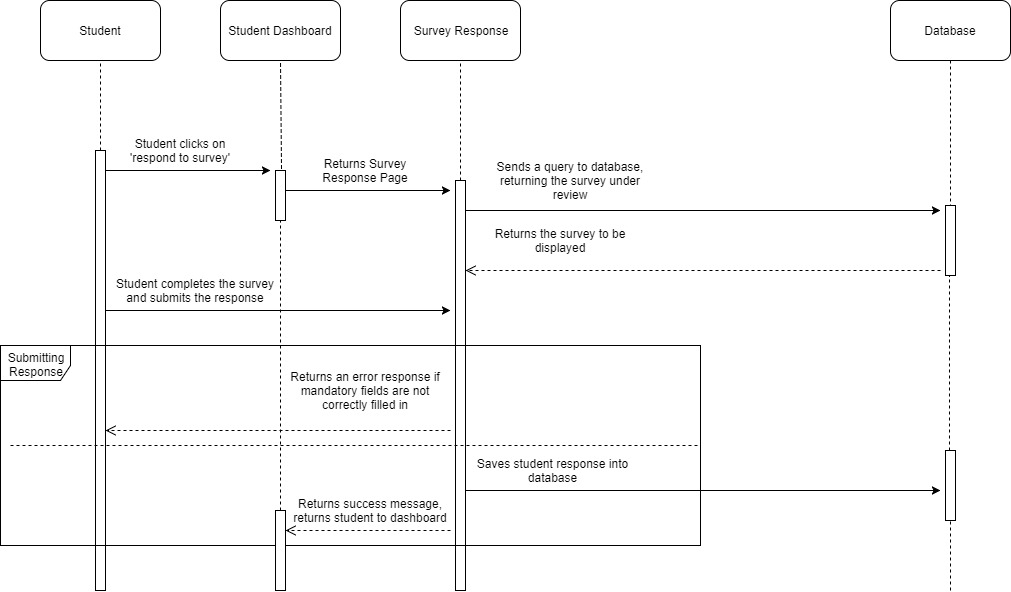 Student
Student Dashboard
Survey Response
Database
Student clicks on
'respond to survey'
Returns Survey
Response Page
Sends a query to database,
returning the survey under
review
Returns the survey to be
displayed
Student completes the survey
and submits the response
Submitting
Response
Returns an error response if
mandatory fields are not
correctly filled in
Saves student response into
database
Returns success message,
returns student to dashboard